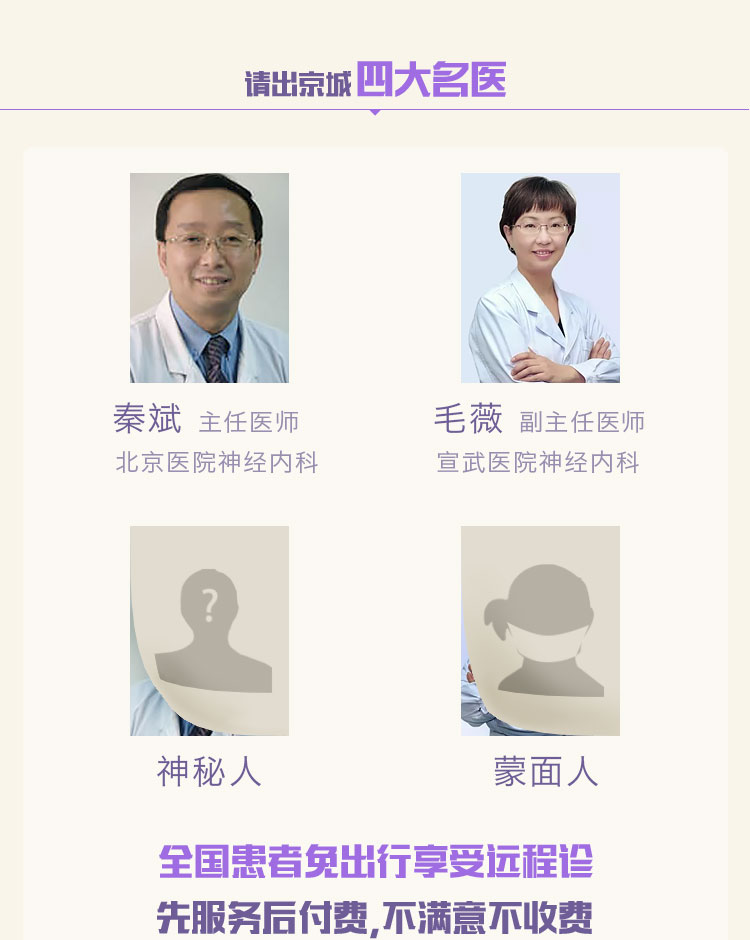 请出京城四大名医
秦斌 主任医师
北京医院神经内科
毛薇 副主任医师
宣武医院神经内科
?
神秘人
蒙面人
全国患者免出行享受远程诊
先服务后付费,不满意不收费